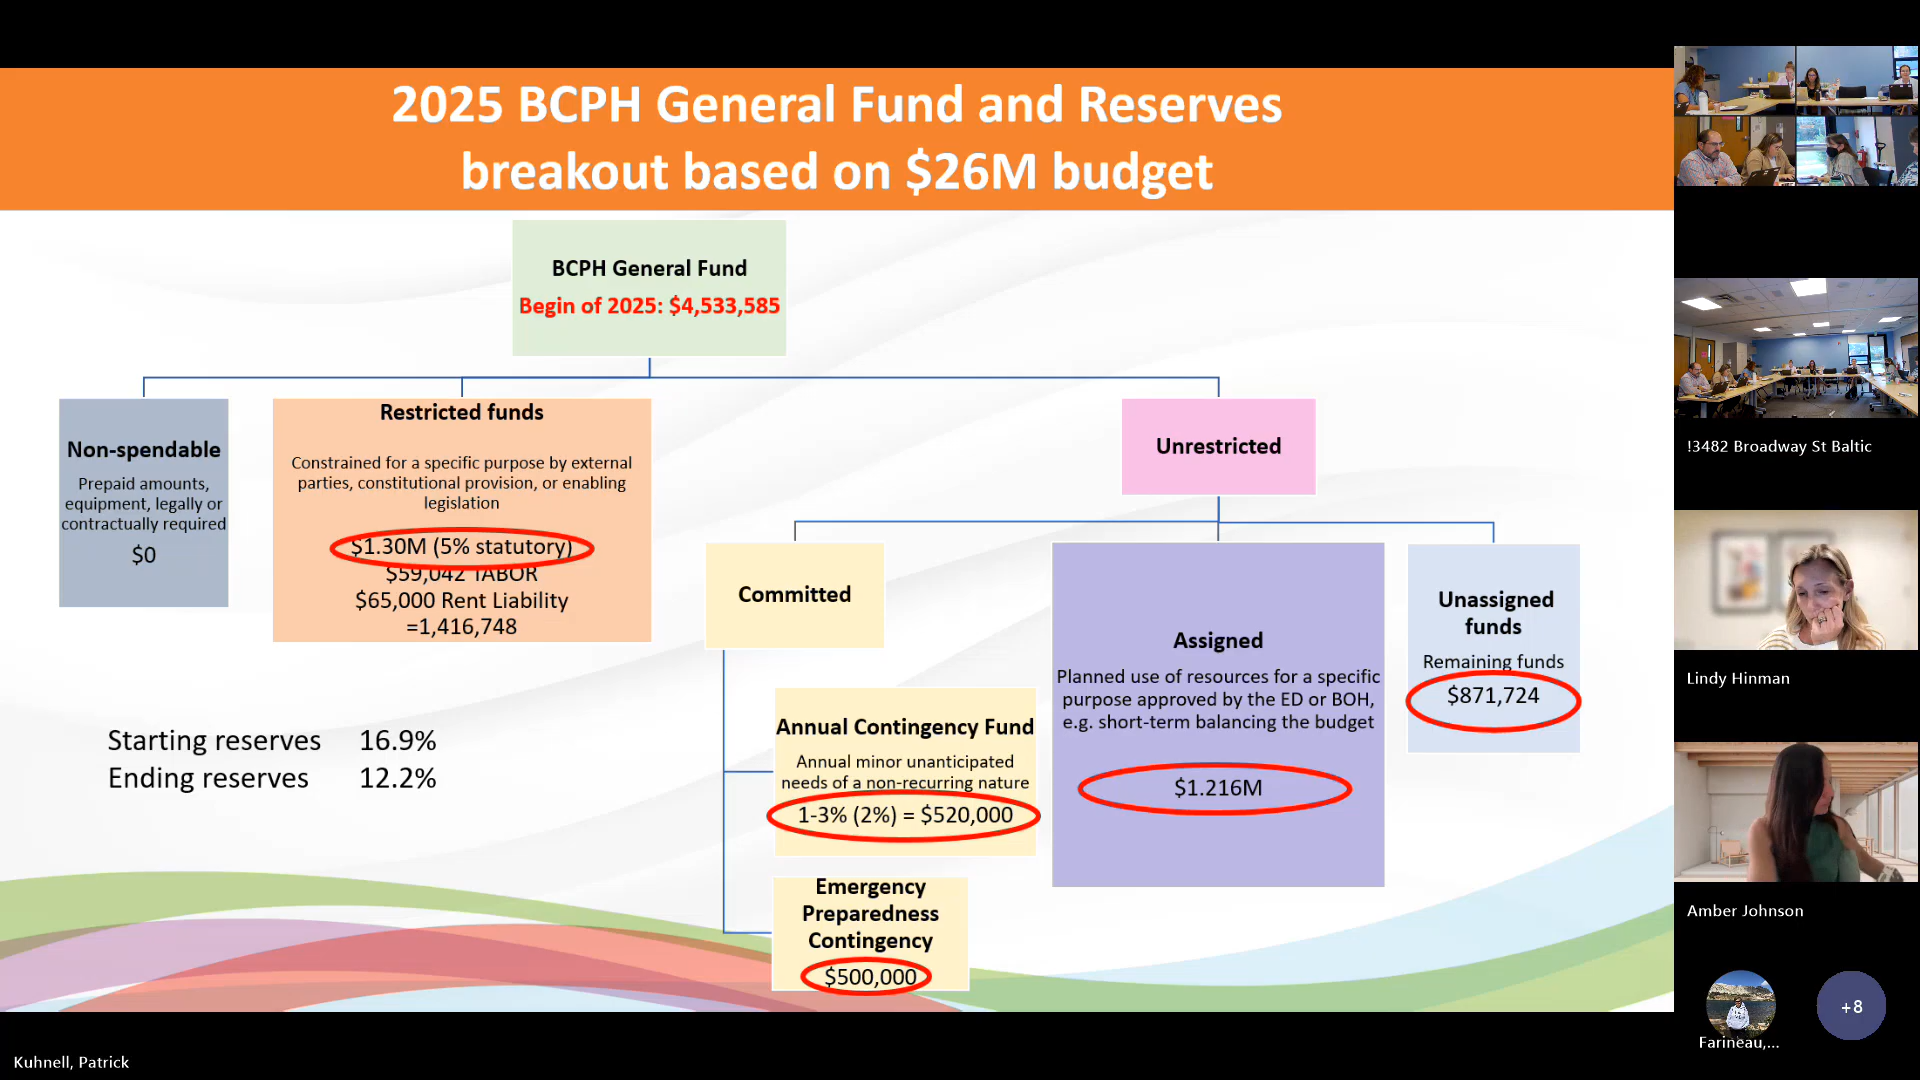 2025 BCPH General Fund and Reserves
breakout based on $26M budget
BCPH General Fund
Begin of 2025: $4,533,585
Non-spendable
Prepaid amounts,
equipment, legally or
contractually required
$0
Restricted funds
Constrained for a specific purpose by external
parties, constitutional provision, or enabling
legislation
$1.30M (5% statutory)
$59,042 TABOR
$65,000 Rent Liability
=1,416,748
Unrestricted
Committed
Annual Contingency Fund
Annual minor unanticipated
needs of a non-recurring nature
1-3% (2%) = $520,000
Emergency
Preparedness
Contingency
$500,000
Assigned
Planned use of resources for a specific
purpose approved by the ED or BOH,
e.g. short-term balancing the budget
$1.216M
Unassigned
funds
Remaining funds
$871,724
Starting reserves 16.9%
Ending reserves 12.2%
!3482 Broadway St Baltic
Lindy Hinman
Amber Johnson
Farineau,...
+8
Kuhnell, Patrick